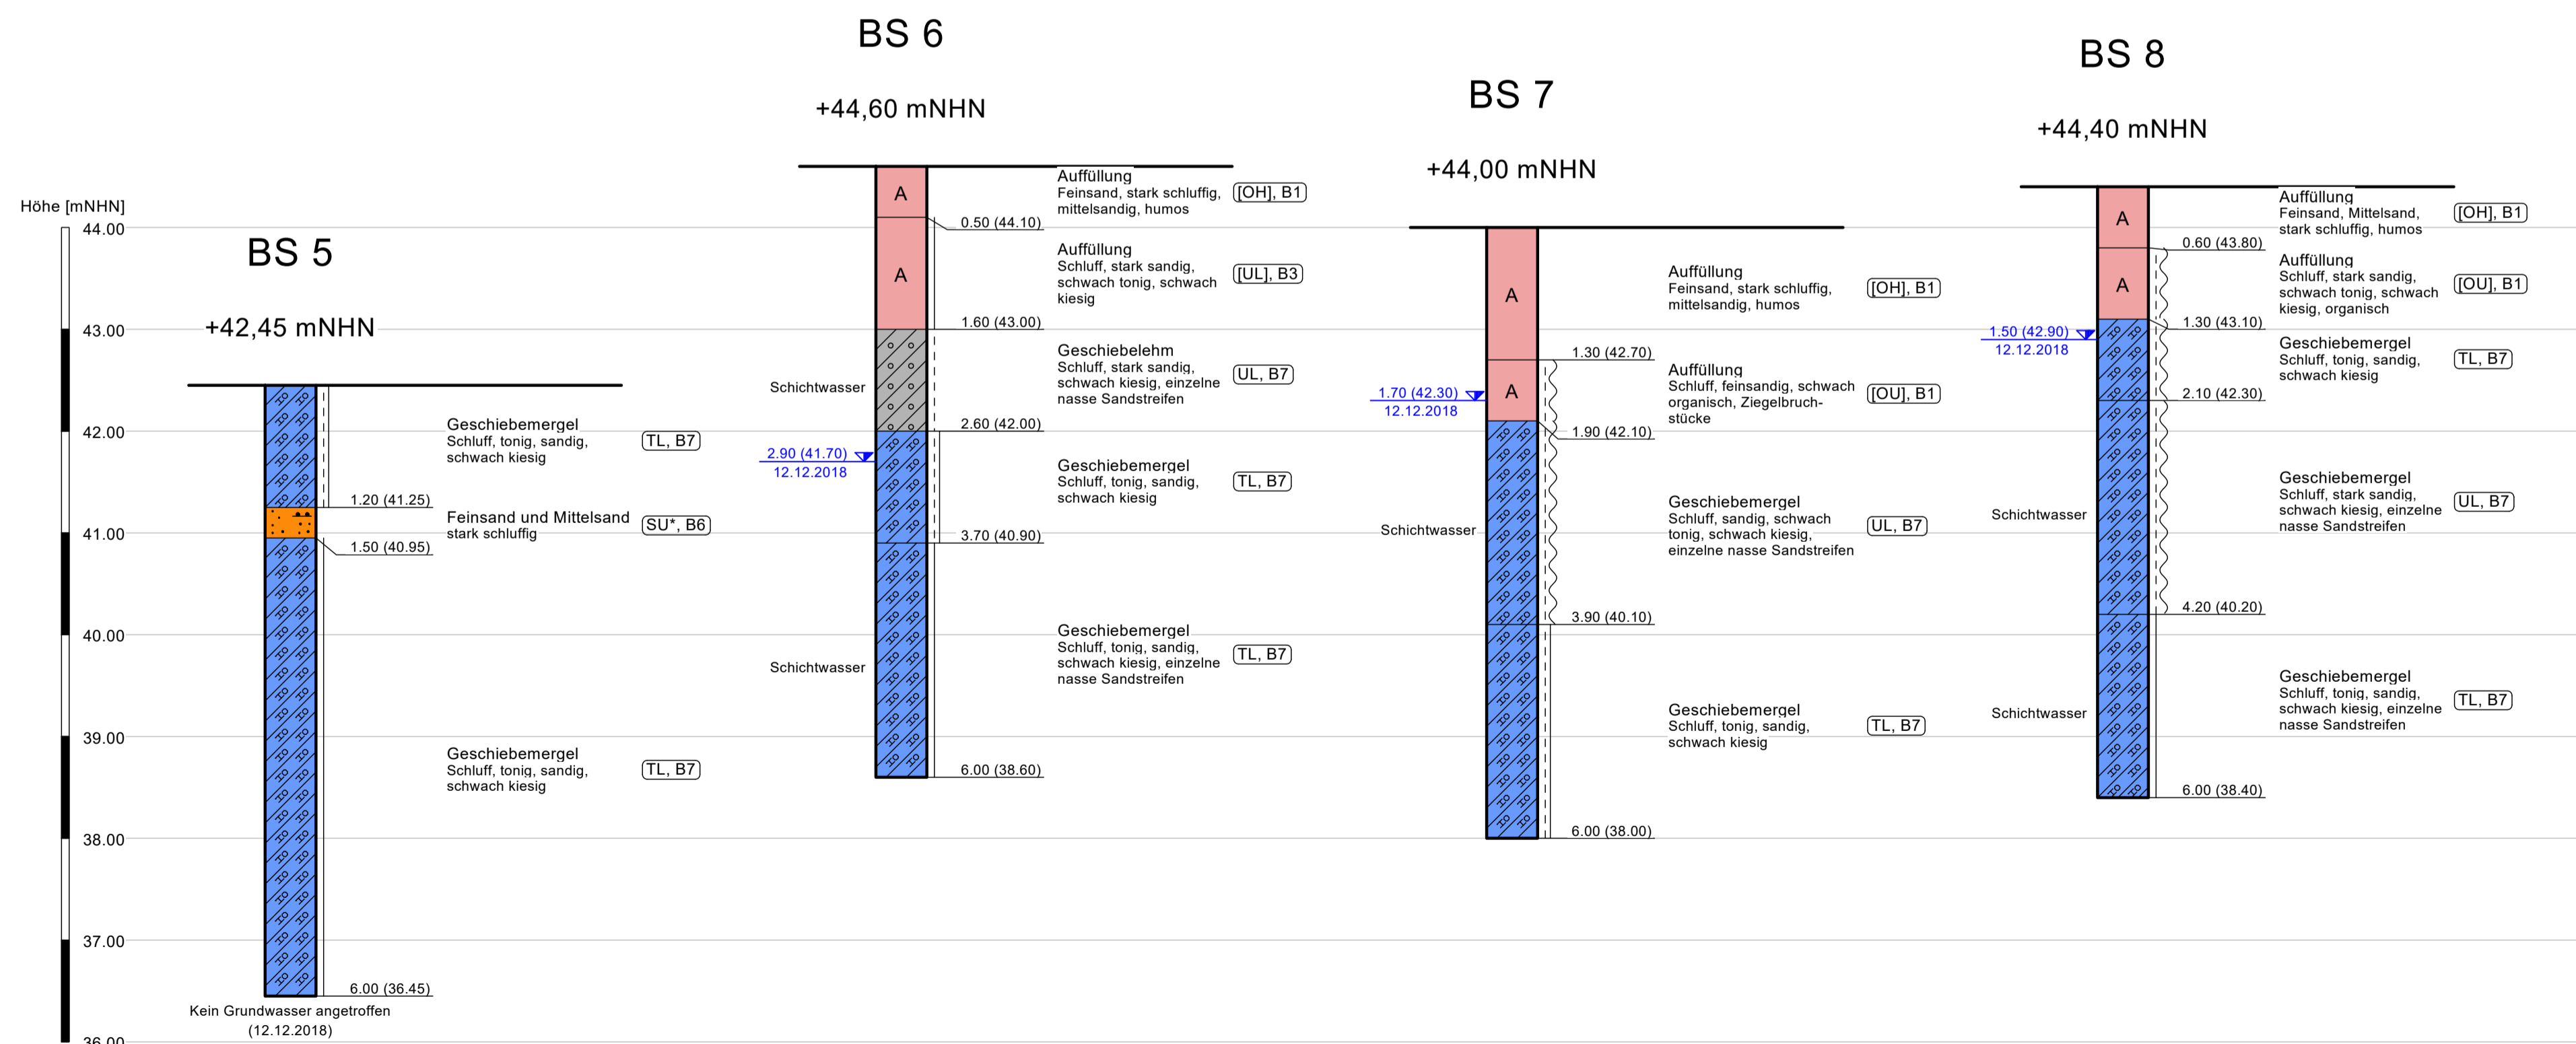 Höhe [mNHN]
44.00
43.00
42.00
41.00
40.00
39.00
38.00
37.00
36.00
BS 5
+42,45 mNHN
Geschiebemergel
Schluff, tonig, sandig,
schwach kiesig
TL, B7
1.20 (41.25)
Feinsand und Mittelsand
stark schluffig
SU*, B6
1.50 (40.95)
Geschiebemergel
Schluff, tonig, sandig,
schwach kiesig
TL, B7
6.00 (36.45)
Kein Grundwasser angetroffen
(12.12.2018)
BS 6
+44,60 mNHN
A
Auffüllung
Feinsand, stark schluffig,
mittelsandig, humos
[OH], B1
0.50 (44.10)
A
Auffüllung
Schluff, stark sandig,
schwach tonig, schwach
kiesig
[UL], B3
1.60 (43.00)
Schichtwasser
Geschiebelehm
Schluff, stark sandig,
schwach kiesig, einzelne
nasse Sandstreifen
UL, B7
2.60 (42.00)
2.90 (41.70)
12.12.2018
Geschiebemergel
Schluff, tonig, sandig,
schwach kiesig
TL, B7
3.70 (40.90)
Schichtwasser
Geschiebemergel
Schluff, tonig, sandig,
schwach kiesig, einzelne
nasse Sandstreifen
TL, B7
6.00 (38.60)
BS 7
+44,00 mNHN
A
Auffüllung
Feinsand, stark schluffig,
mittelsandig, humos
[OH], B1
1.30 (42.70)
1.70 (42.30)
12.12.2018
A
Auffüllung
Schluff, feinsandig, schwach
organisch, Ziegelbruch-
stücke
[OU], B1
1.90 (42.10)
Schichtwasser
Geschiebemergel
Schluff, sandig, schwach
tonig, schwach kiesig,
einzelne nasse Sandstreifen
UL, B7
3.90 (40.10)
Geschiebemergel
Schluff, tonig, sandig,
schwach kiesig
TL, B7
6.00 (38.00)
BS 8
+44,40 mNHN
A
Auffüllung
Feinsand, Mittelsand,
stark schluffig, humos
[OH], B1
0.60 (43.80)
A
Auffüllung
Schluff, stark sandig,
schwach tonig, schwach
kiesig, organisch
[OU], B1
1.30 (43.10)
1.50 (42.90)
12.12.2018
Geschiebemergel
Schluff, tonig, sandig,
schwach kiesig
TL, B7
2.10 (42.30)
Schichtwasser
Geschiebemergel
Schluff, stark sandig,
schwach kiesig, einzelne
nasse Sandstreifen
UL, B7
4.20 (40.20)
Schichtwasser
Geschiebemergel
Schluff, tonig, sandig,
schwach kiesig, einzelne
nasse Sandstreifen
TL, B7
6.00 (38.40)